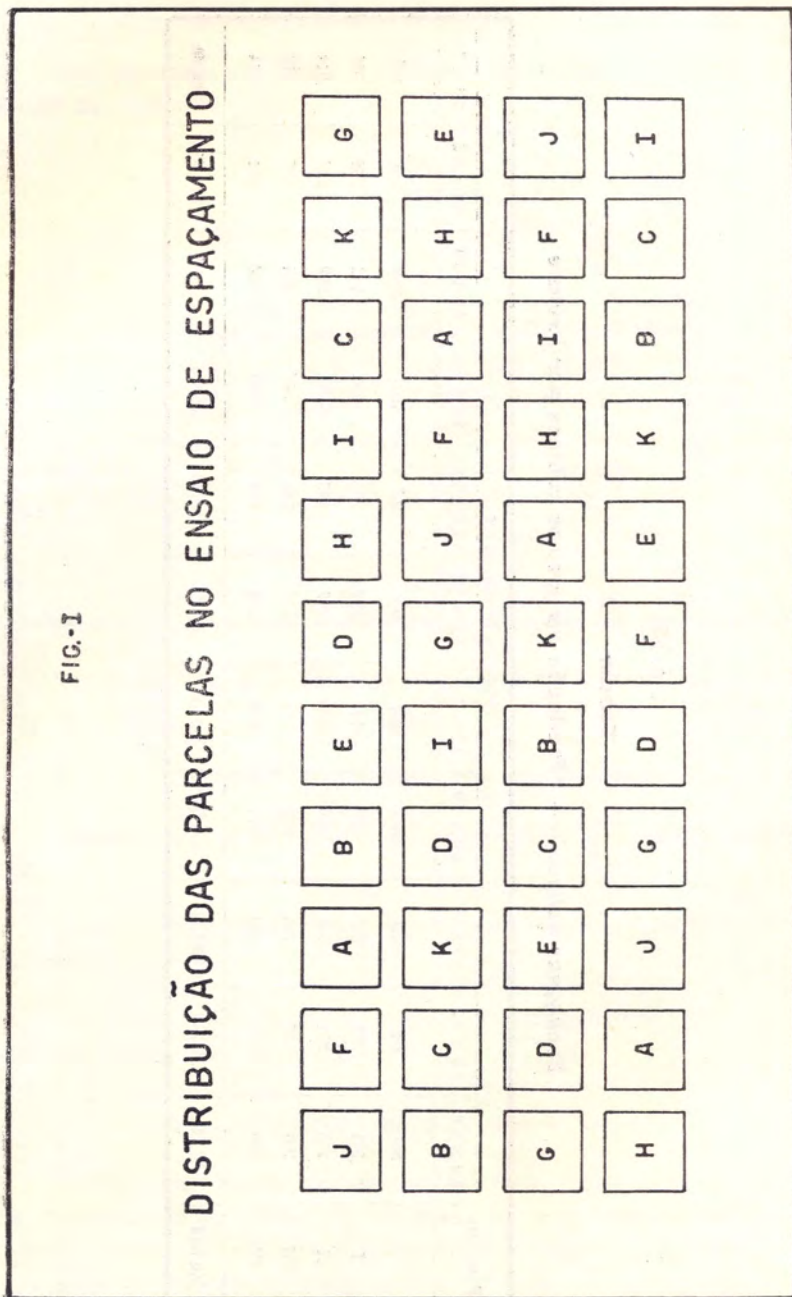 FIG.-I
DISTRIBUIÇÃO DAS PARCELAS NO ENSAIO DE ESPAÇAMENTO
J F A B E D H I C K G
B C K D I G J F A H E
G D E C B K A H I F J
H A J G D F E K B C I